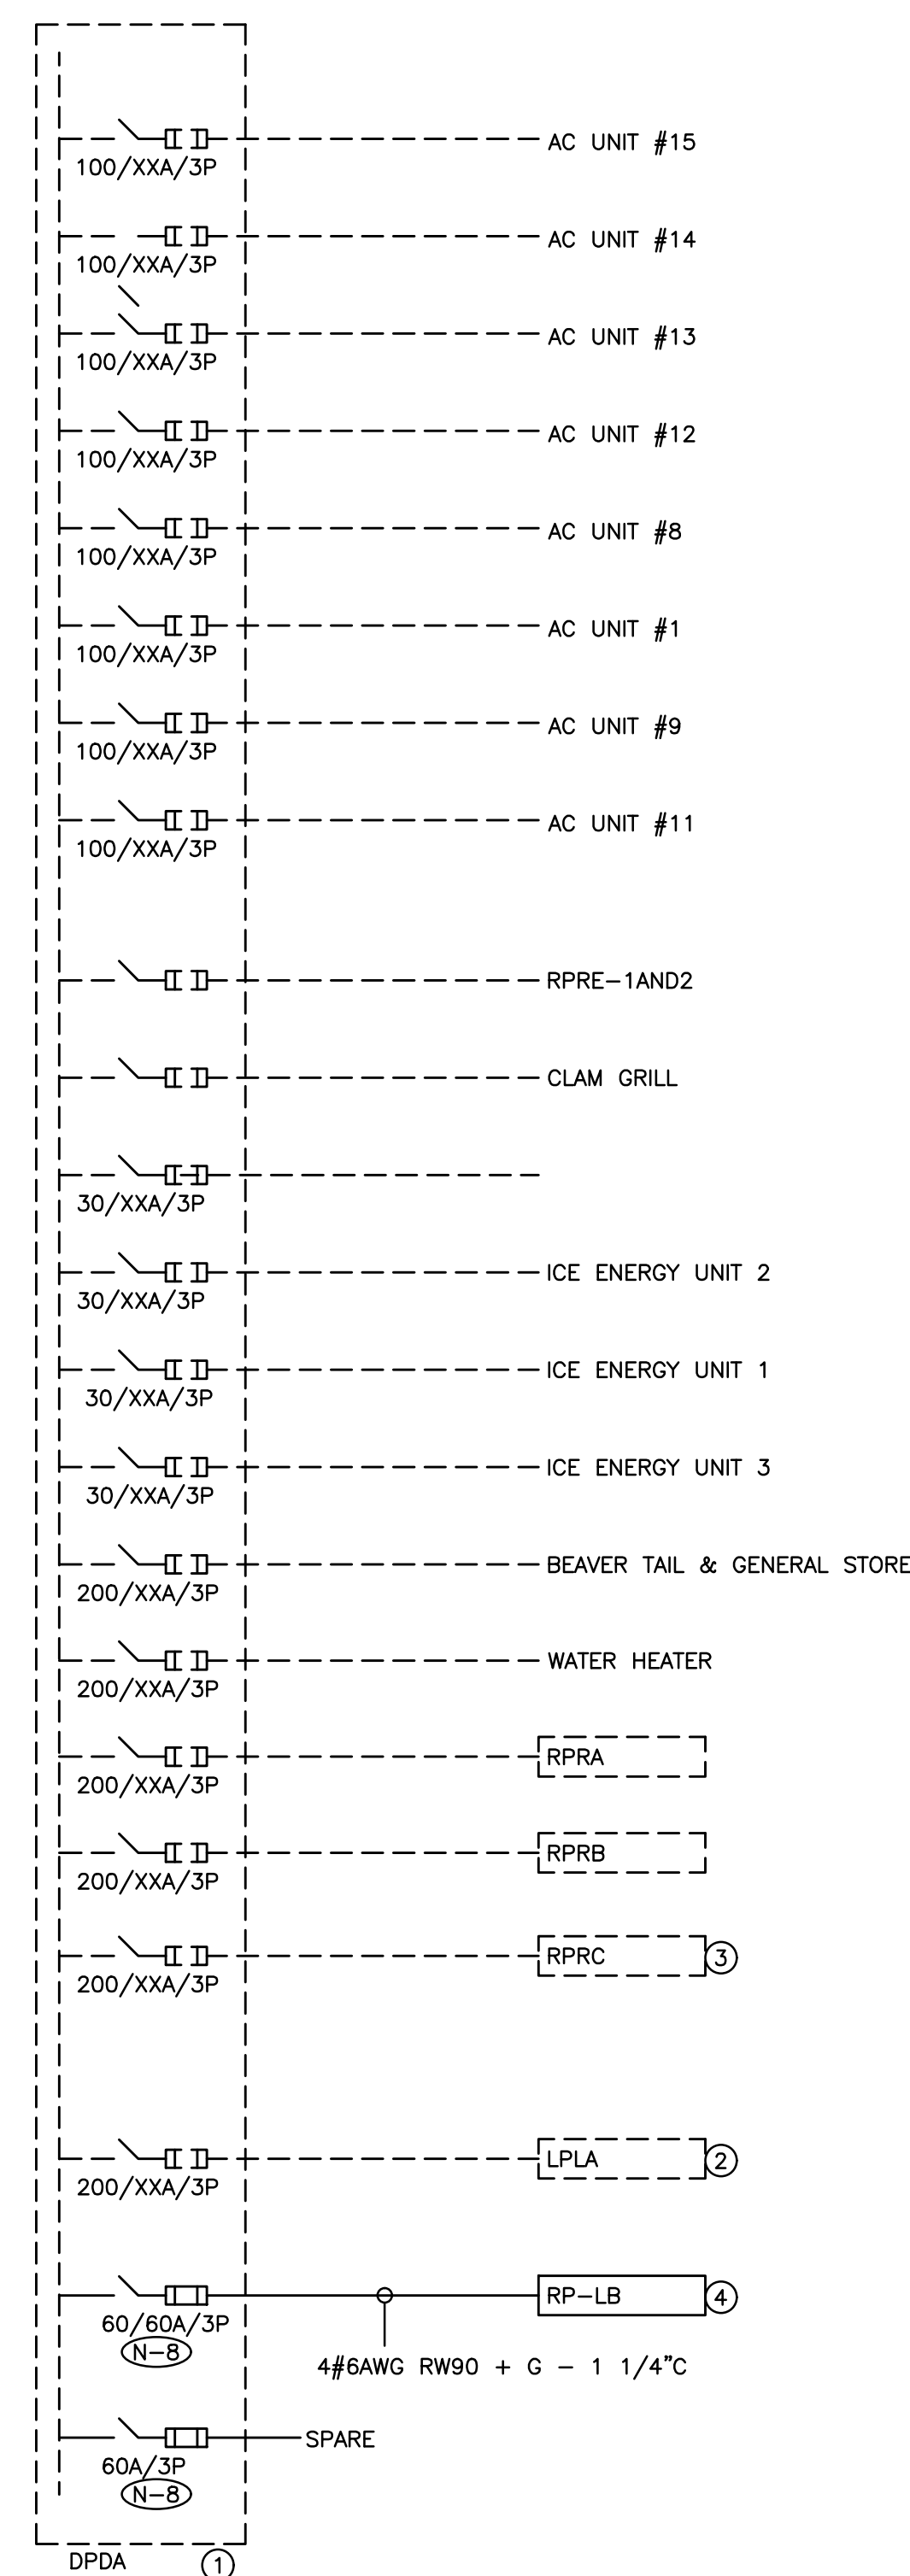 AC UNIT #15
100/XXA/3P
AC UNIT #14
100/XXA/3P
AC UNIT #13
100/XXA/3P
AC UNIT #12
100/XXA/3P
AC UNIT #8
100/XXA/3P
AC UNIT #1
100/XXA/3P
AC UNIT #9
100/XXA/3P
AC UNIT #11
100/XXA/3P
RPRE-1AND2
CLAM GRILL
30/XXA/3P
ICE ENERGY UNIT 2
30/XXA/3P
ICE ENERGY UNIT 1
30/XXA/3P
ICE ENERGY UNIT 3
30/XXA/3P
BEAVER TAIL & GENERAL STORE
200/XXA/3P
WATER HEATER
200/XXA/3P
RPRA
200/XXA/3P
RPRB
200/XXA/3P
RPRC 3
200/XXA/3P
LPLA 2
200/XXA/3P
RP-LB 4
60/60A/3P
N-8
4#6AWG RW90 + G - 1 1/4"C
SPARE
60A/3P
N-8
DPDA 1